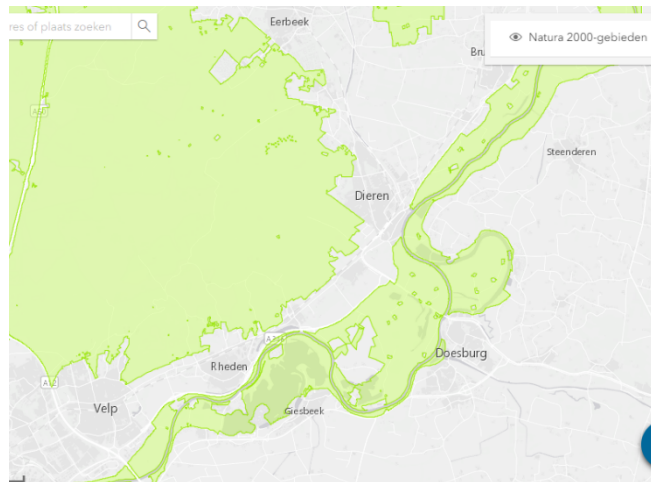 res of plaats zoeken
Eerbeek
Natura 2000-gebieden
Steenderen
Dieren
Doesburg
Rheden
Giesbeek
Velp